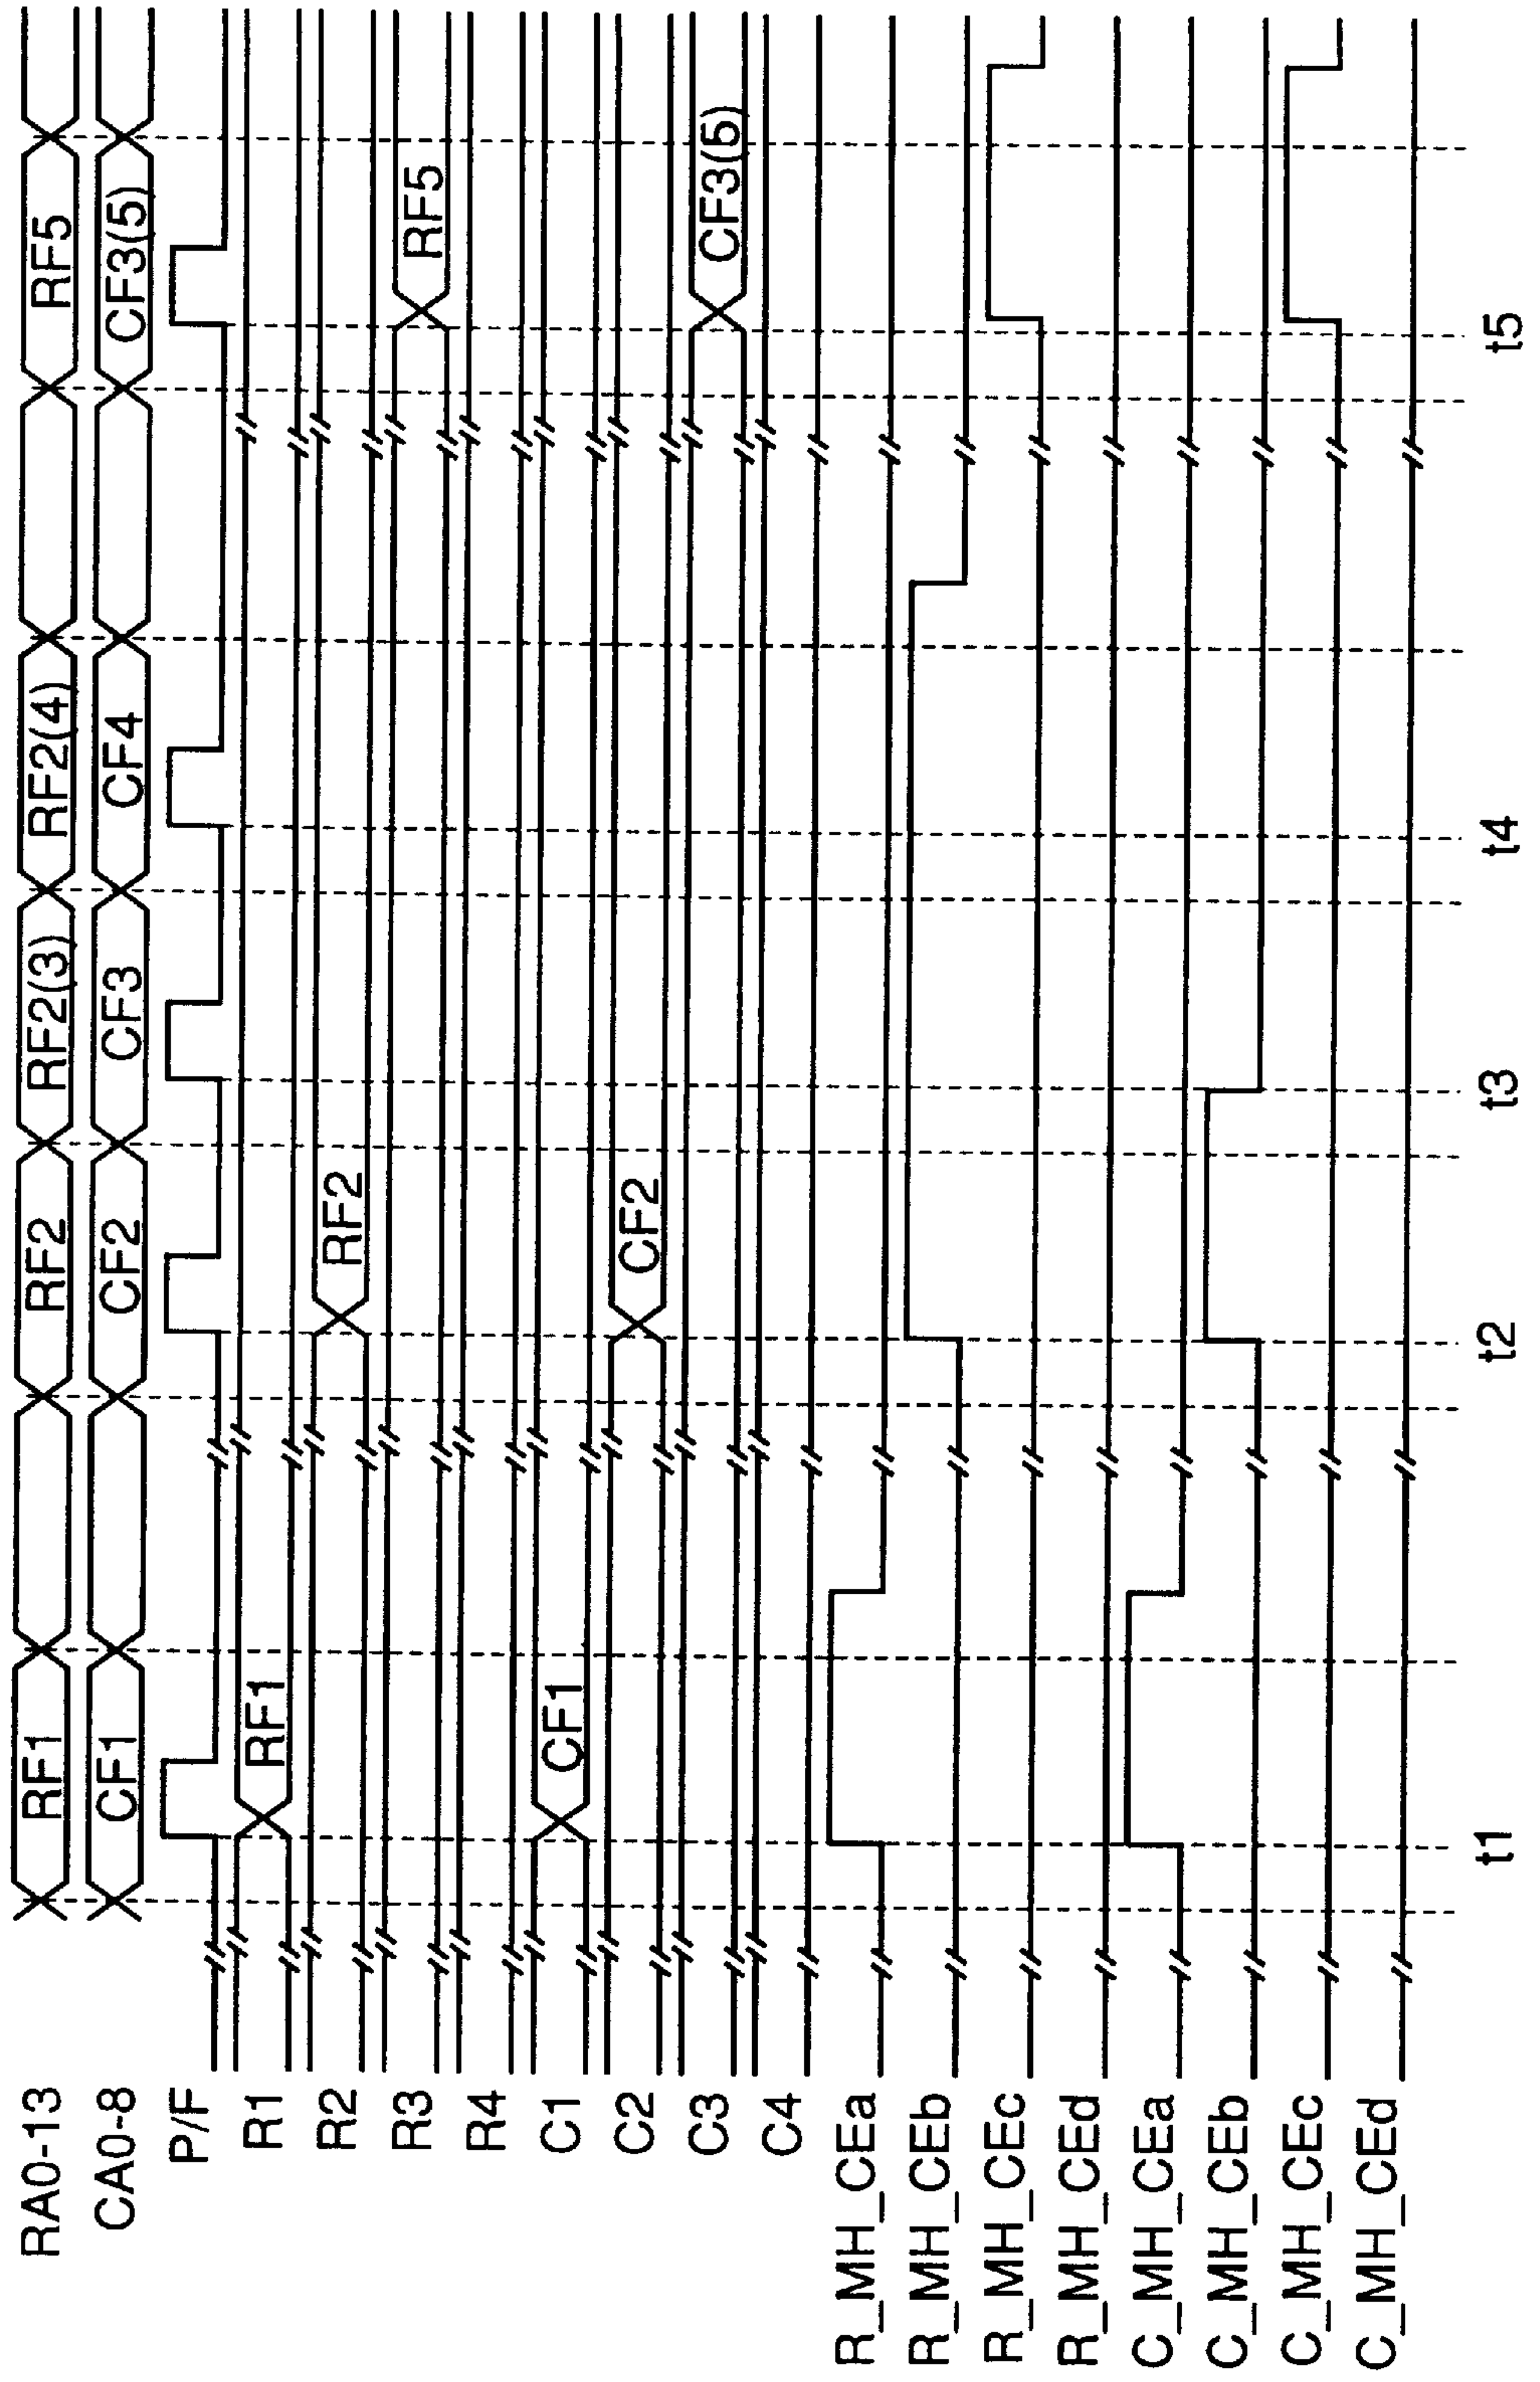 RA0-13 RF1 RF2 RF2(3) RF2(4) RF5
CA0-8 CF1 CF2 CF3 CF4 CF3(5)
P/F
R1 RF1
R2 RF2
R3 RF5
R4
C1 CF1
C2 CF2
C3 CF3(5)
C4
R_MH_CEa
R_MH_CEb
R_MH_CEc
R_MH_CEd
C_MH_CEa
C_MH_CEb
C_MH_CEc
C_MH_CEd
t1 t2 t3 t4 t5